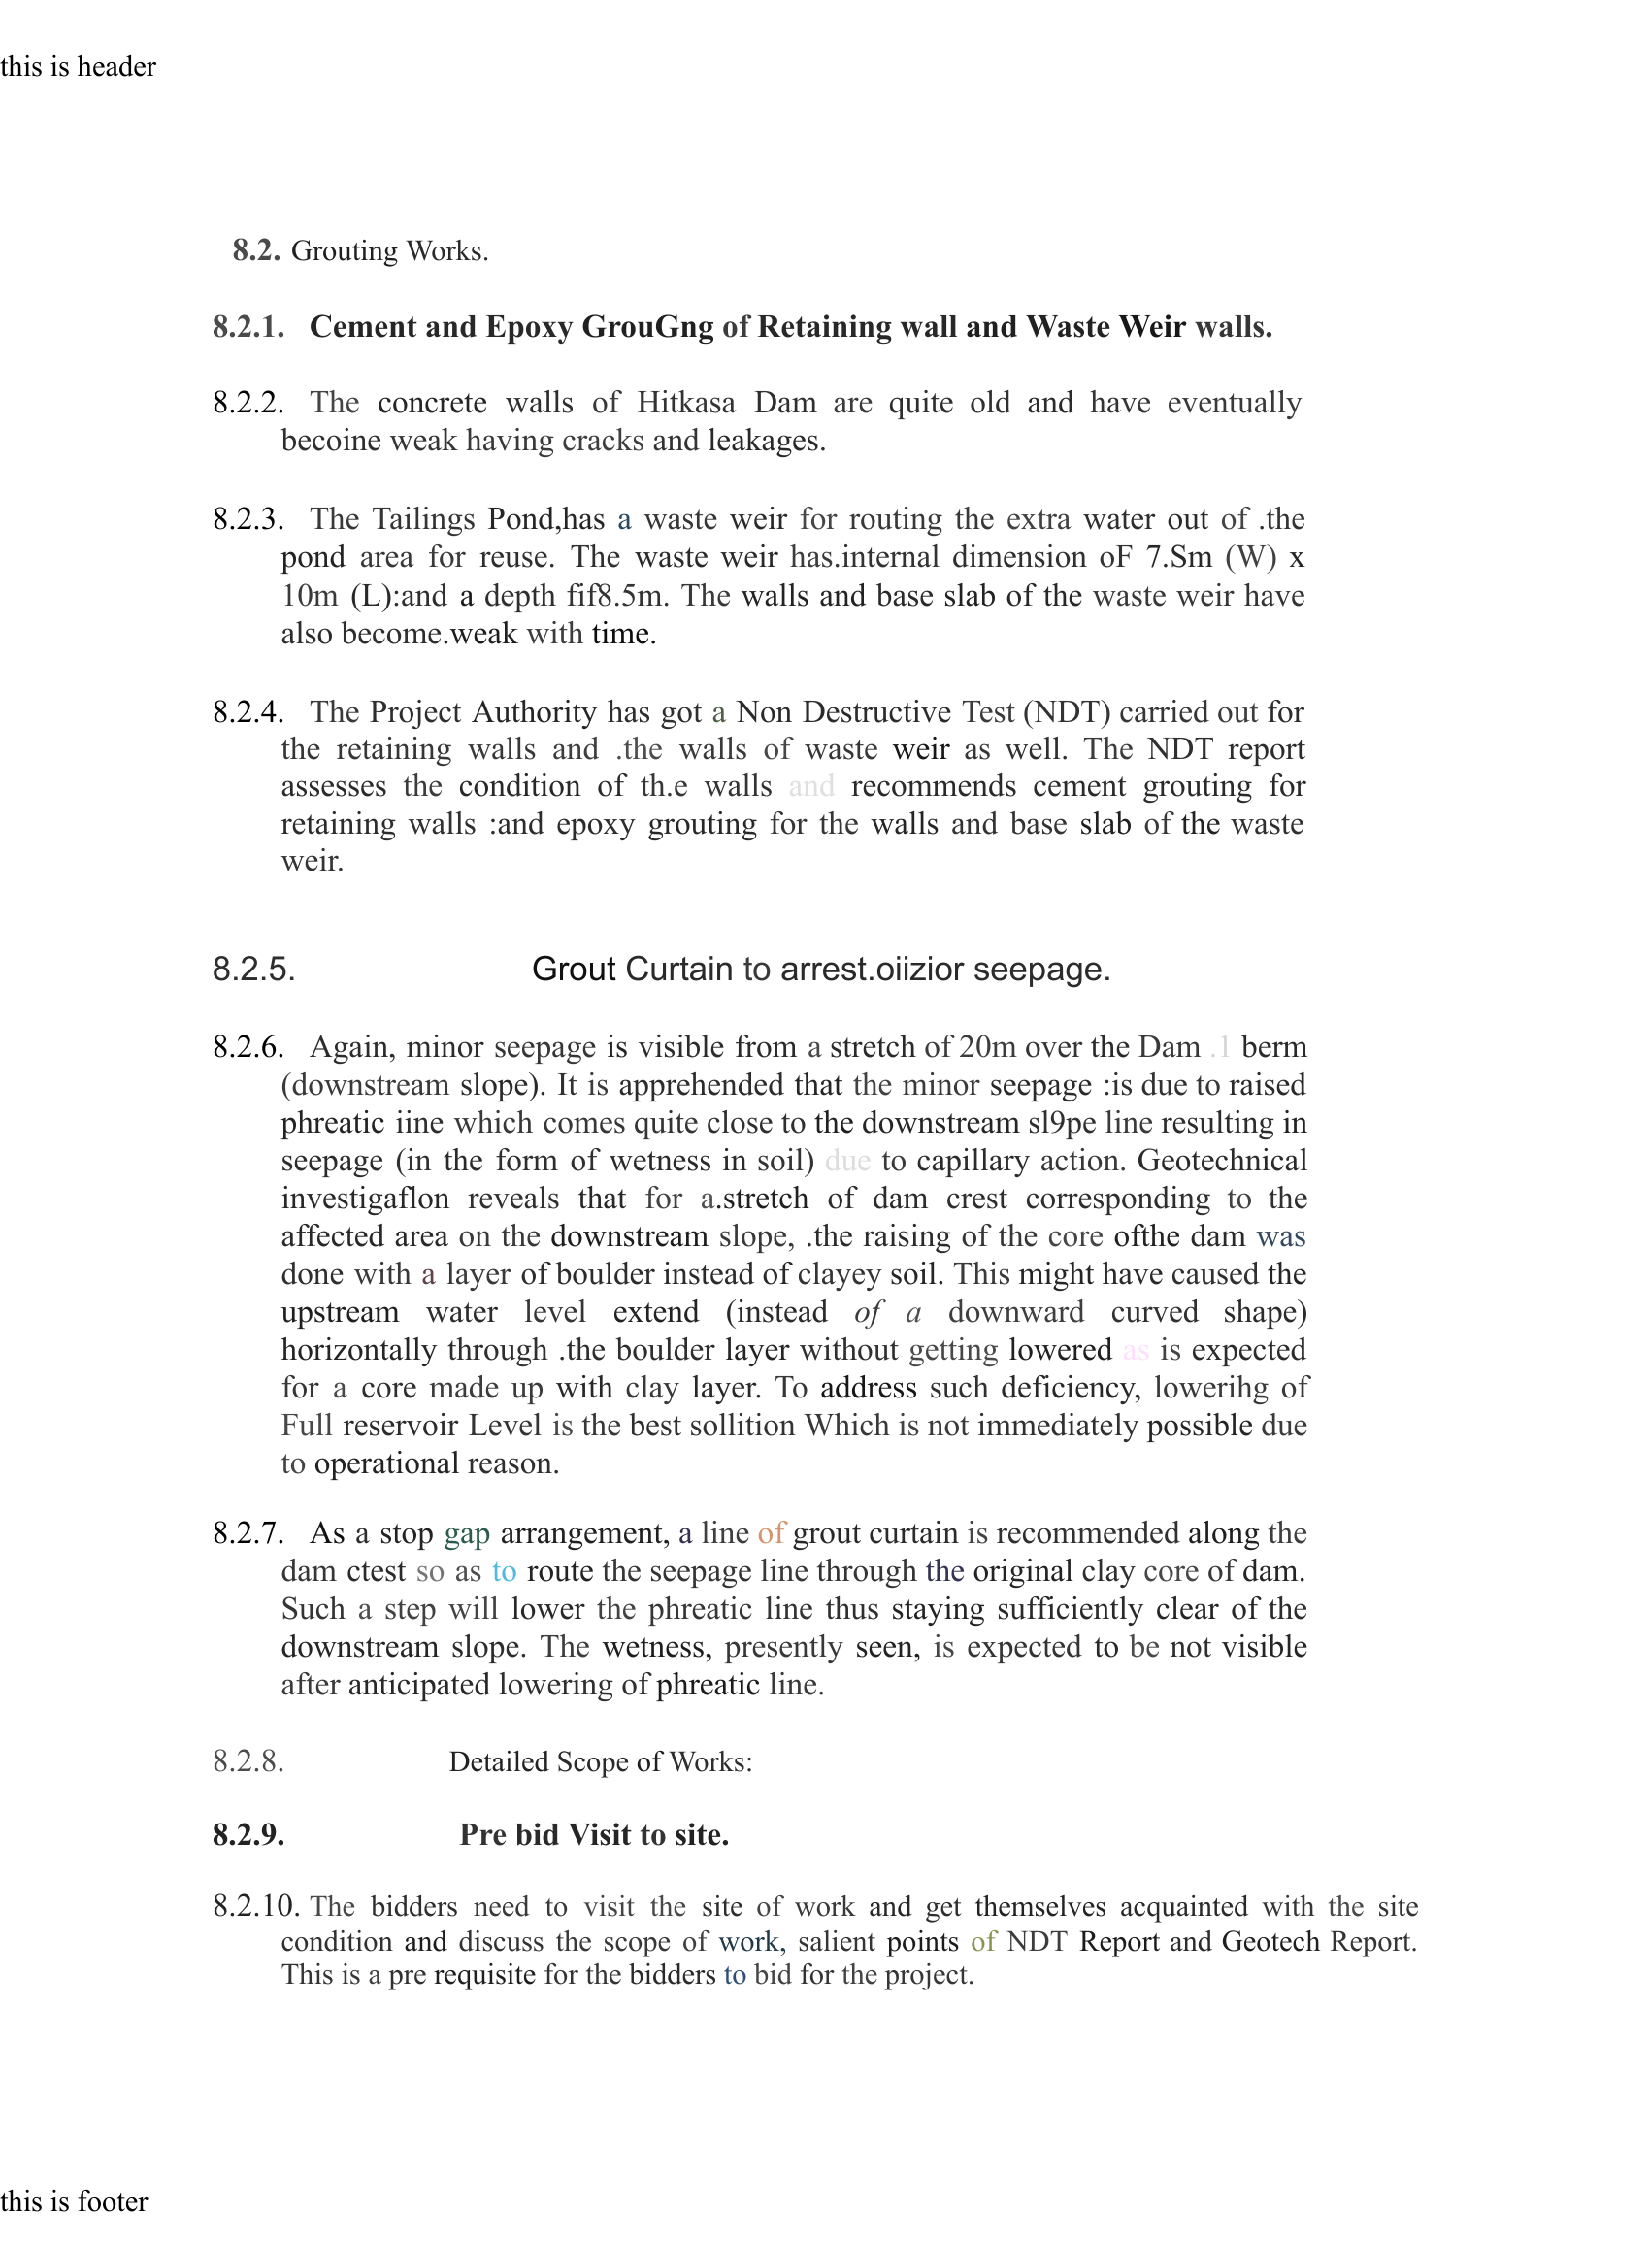 this is header
8.2. Grouting Works.
8.2.1. Cement and Epoxy GrouGng of Retaining wall and Waste Weir walls.
8.2.2. The concrete walls of Hitkasa Dam are quite old and have eventually
becoine weak having cracks and leakages.
8.2.3. The Tailings Pond,has a waste weir for routing the extra water out of .the
pond area for reuse. The waste weir has.internal dimension oF 7.Sm (W) x
10m (L):and a depth fif8.5m. The walls and base slab of the waste weir have
also become.weak with time.
8.2.4. The Project Authority has got a Non Destructive Test (NDT) carried out for
the retaining walls and .the walls of waste weir as well. The NDT report
assesses the condition of th.e walls and recommends cement grouting for
retaining walls :and epoxy grouting for the walls and base slab of the waste
weir.
8.2.5. Grout Curtain to arrest.oiizior seepage.
8.2.6. Again, minor seepage is visible from a stretch of 20m over the Dam .1 berm
(downstream slope). It is apprehended that the minor seepage :is due to raised
phreatic iine which comes quite close to the downstream sl9pe line resulting in
seepage (in the form of wetness in soil) due to capillary action. Geotechnical
investigaflon reveals that for a.stretch of dam crest corresponding to the
affected area on the downstream slope, .the raising of the core ofthe dam was
done with a layer of boulder instead of clayey soil. This might have caused the
upstream water level extend (instead of a downward curved shape)
horizontally through .the boulder layer without getting lowered as is expected
for a core made up with clay layer. To address such deficiency, lowerihg of
Full reservoir Level is the best sollition Which is not immediately possible due
to operational reason.
8.2.7. As a stop gap arrangement, a line of grout curtain is recommended along the
dam ctest so as to route the seepage line through the original clay core of dam.
Such a step will lower the phreatic line thus staying sufficiently clear of the
downstream slope. The wetness, presently seen, is expected to be not visible
after anticipated lowering of phreatic line.
8.2.8. Detailed Scope of Works:
8.2.9. Pre bid Visit to site.
8.2.10. The bidders need to visit the site of work and get themselves acquainted with the site
condition and discuss the scope of work, salient points of NDT Report and Geotech Report.
This is a pre requisite for the bidders to bid for the project.
this is footer